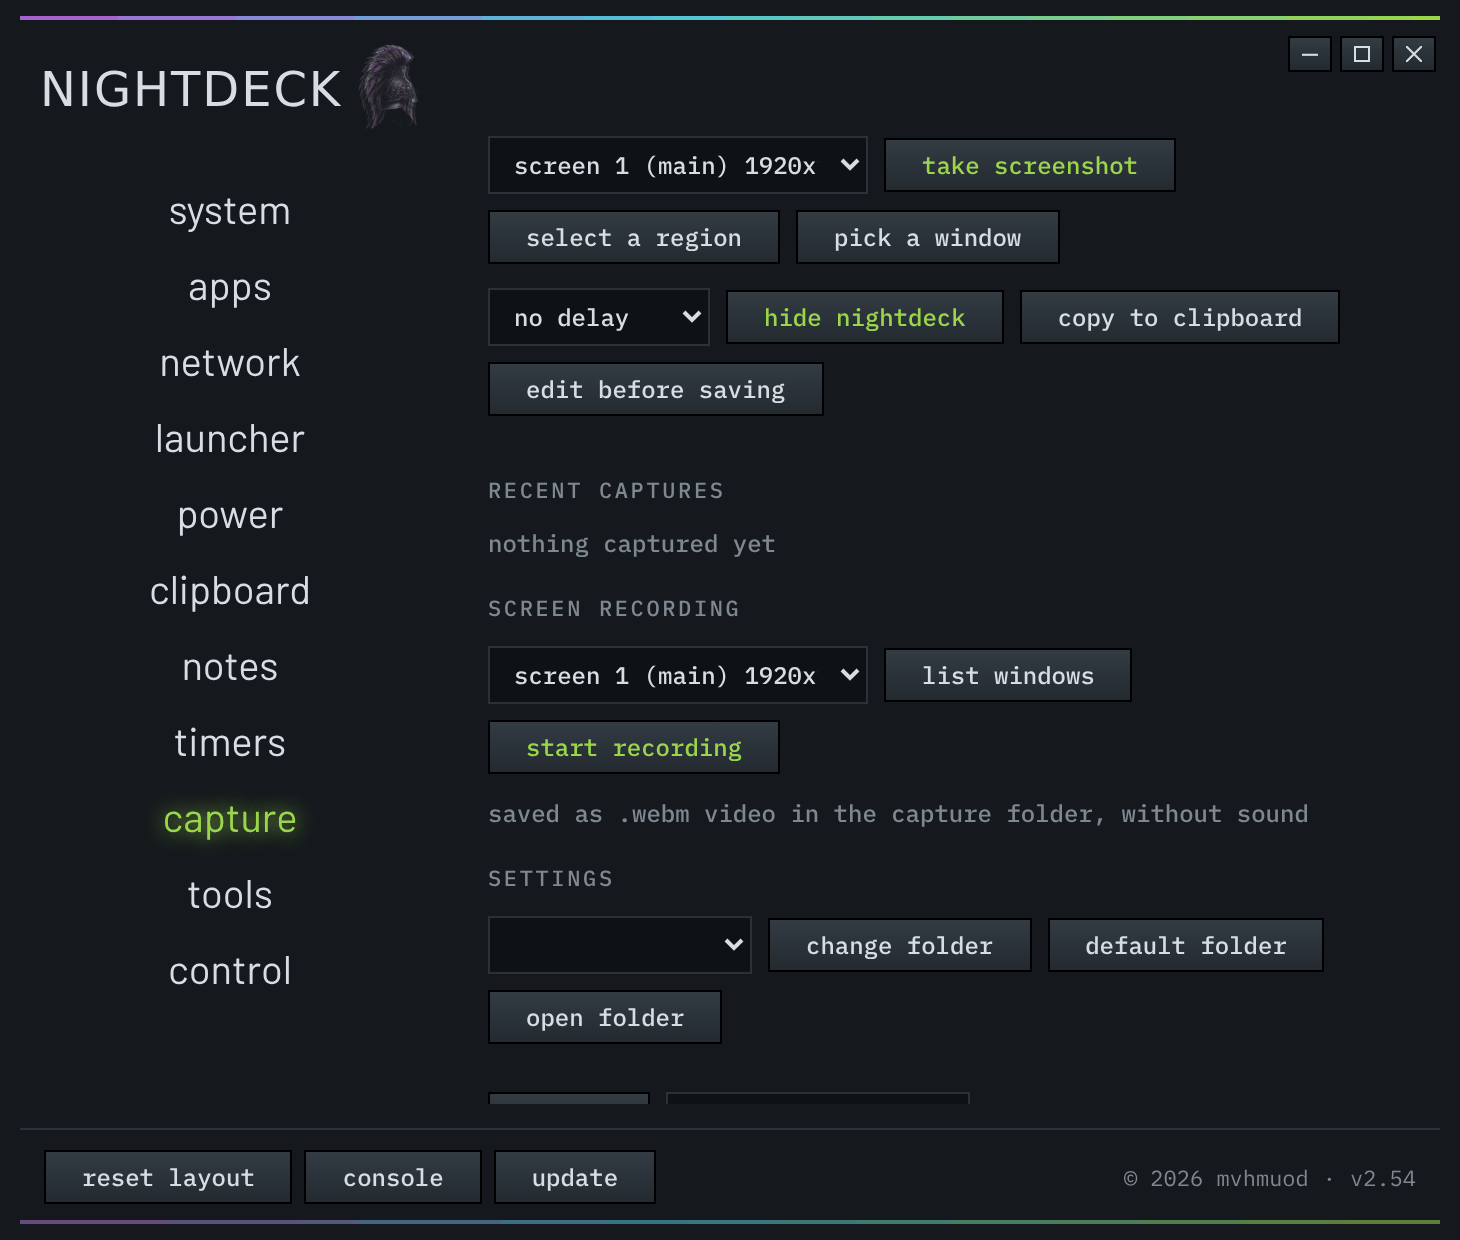 NIGHTDECK
system
apps
network
launcher
power
clipboard
notes
timers
capture
tools
control
screen 1 (main) 1920x
take screenshot
select a region
pick a window
no delay
hide nightdeck
copy to clipboard
edit before saving
RECENT CAPTURES
nothing captured yet
SCREEN RECORDING
screen 1 (main) 1920x
list windows
start recording
saved as .webm video in the capture folder, without sound
SETTINGS
change folder
default folder
open folder
reset layout
console
update
© 2026 mvhmuod · v2.54